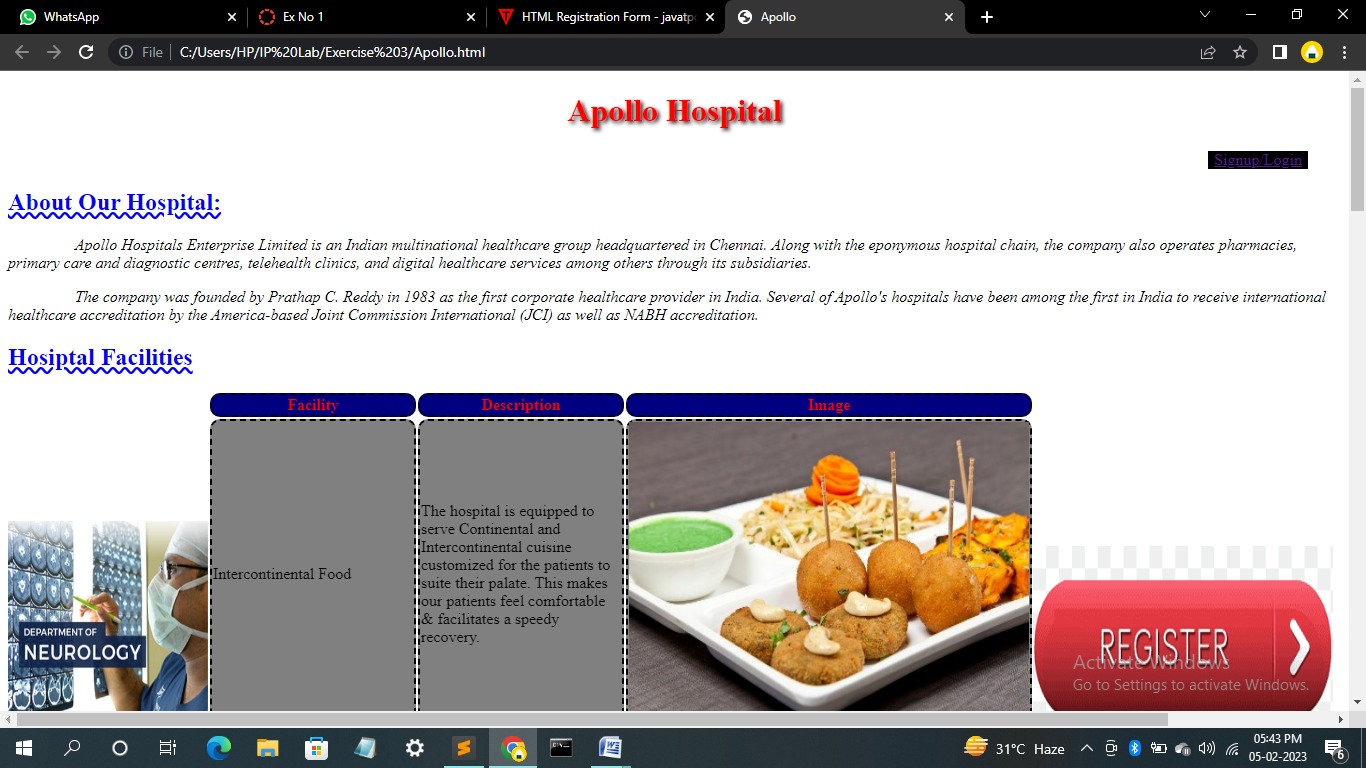 WhatsApp
Ex No 1
HTML Registration Form - javatp
Apollo
File
C:/Users/HP/IP%20Lab/Exercise%203/Apollo.html
Apollo Hospital
Signup/Login
About Our Hospital:
Apollo Hospitals Enterprise Limited is an Indian multinational healthcare group headquartered in Chennai. Along with the eponymous hospital chain, the company also operates pharmacies,
primary care and diagnostic centres, telehealth clinics, and digital healthcare services among others through its subsidiaries.
The company was founded by Prathap C. Reddy in 1983 as the first corporate healthcare provider in India. Several of Apollo's hospitals have been among the first in India to receive international
healthcare accreditation by the America-based Joint Commission International (JCI) as well as NABH accreditation.
Hosiptal Facilities
Facility
Description
Image
Intercontinental Food
The hospital is equipped to
serve Continental and
Intercontinental cuisine
customized for the patients to
suite their palate. This makes
our patients feel comfortable
& facilitates a speedy
recovery.
DEPARTMENT OF
NEUROLOGY
REGISTER
Activate Windows
Go to Settings to activate Windows.
31°C Haze
05:43 PM
05-02-2023
6